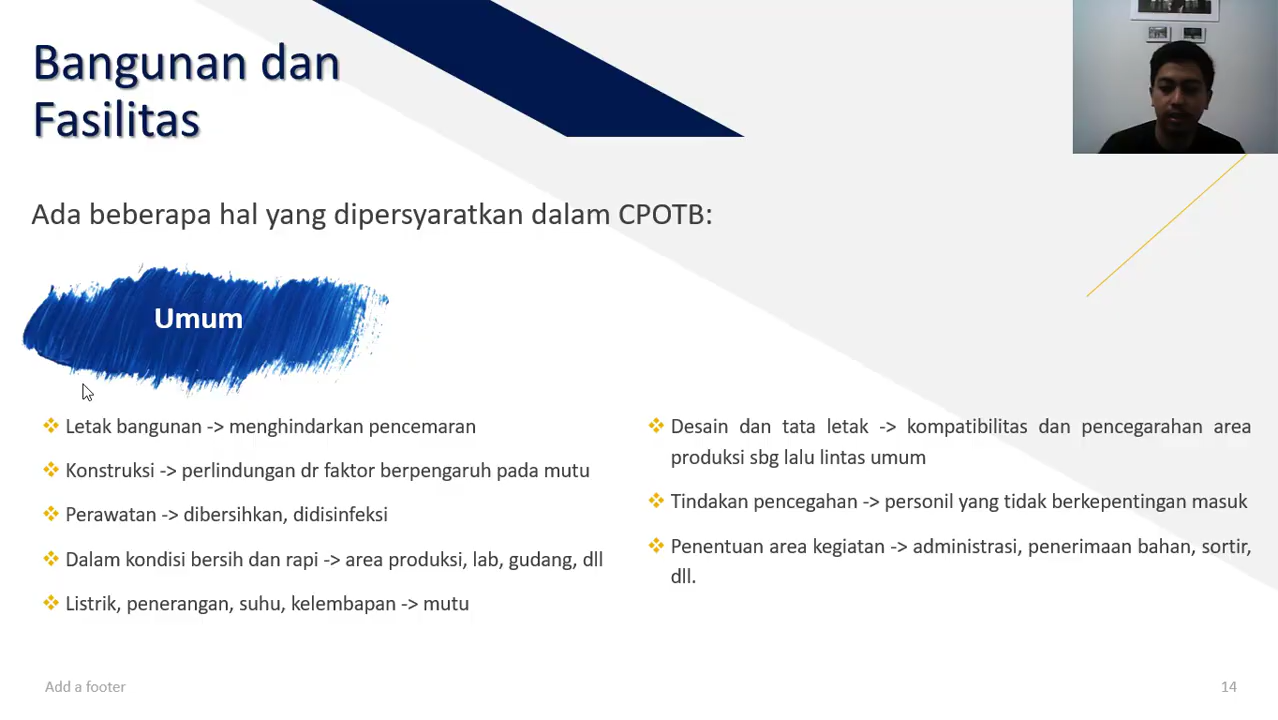 Bangunan dan
Fasilitas
Ada beberapa hal yang dipersyaratkan dalam CPOTB:
Umum
Letak bangunan -> menghindarkan pencemaran
Konstruksi -> perlindungan dr faktor berpengaruh pada mutu
Perawatan -> dibersihkan, didisinfeksi
Dalam kondisi bersih dan rapi -> area produksi, lab, gudang, dll
Listrik, penerangan, suhu, kelembapan -> mutu
Desain dan tata letak -> kompatibilitas dan pencegarahan area
produksi sbg lalu lintas umum
Tindakan pencegahan -> personil yang tidak berkepentingan masuk
Penentuan area kegiatan -> administrasi, penerimaan bahan, sortir,
dll.
Add a footer
14